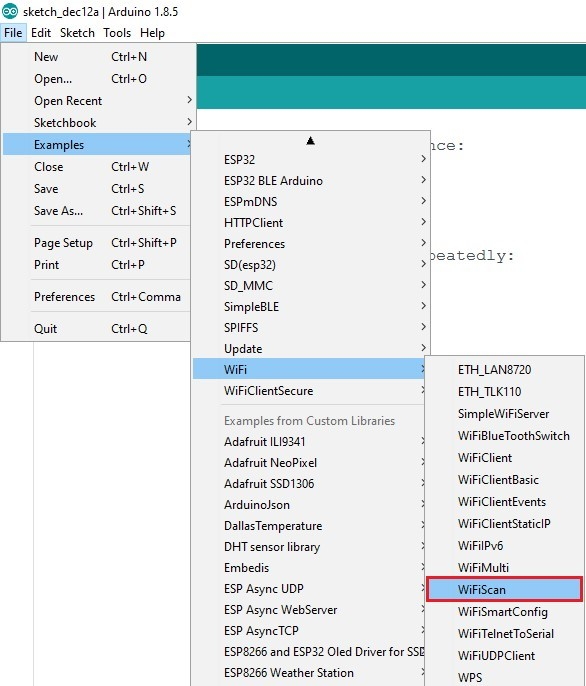 sketch_dec12a | Arduino 1.8.5
File Edit Sketch Tools Help
New Ctrl+N
Open... Ctrl+O
Open Recent
Sketchbook
Examples
Close Ctrl+W
Save Ctrl+S
Save As... Ctrl+Shift+S
Page Setup Ctrl+Shift+P
Print Ctrl+P
Preferences Ctrl+Comma
Quit Ctrl+Q
nce:
peatedly:
ESP32
ESP32 BLE Arduino
ESPmDNS
HTTPClient
Preferences
SD(esp32)
SD_MMC
SimpleBLE
SPIFFS
Update
WiFi
WiFiClientSecure
Examples from Custom Libraries
Adafruit ILI9341
Adafruit NeoPixel
Adafruit SSD1306
ArduinoJson
DallasTemperature
DHT sensor library
Embedis
ESP Async UDP
ESP Async WebServer
ESP AsyncTCP
ESP8266 and ESP32 Oled Driver for SSD
ESP8266 Weather Station
ETH_LAN8720
ETH_TLK110
SimpleWiFiServer
WiFiBlueToothSwitch
WiFiClient
WiFiClientBasic
WiFiClientEvents
WiFiClientStaticIP
WiFiIPv6
WiFiMulti
WiFiScan
WiFiSmartConfig
WiFiTelnetToSerial
WiFiUDPClient
WPS